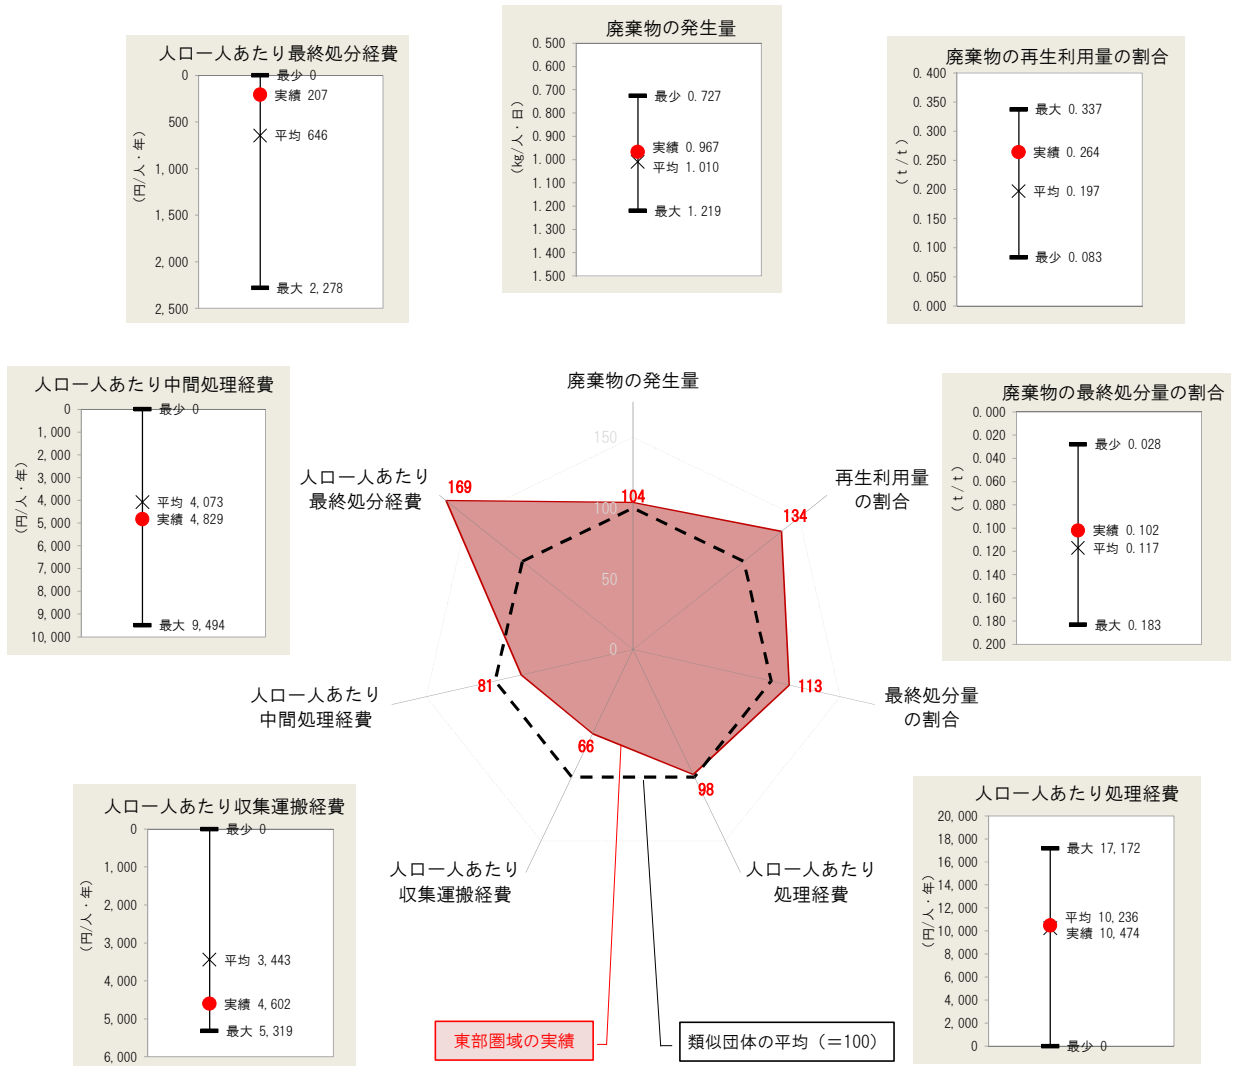 人口一人あたり最終処分経費
0
500
1,000
1,500
2,000
2,500
(円/人・年)
最少 0
実績 207
平均 646
最大 2,278
廃棄物の発生量
0.500
0.600
0.700
0.800
0.900
1.000
1.100
1.200
1.300
1.400
1.500
(kg/人・日)
最少 0.727
実績 0.967
平均 1.010
最大 1.219
廃棄物の再生利用量の割合
0.400
0.350
0.300
0.250
0.200
0.150
0.100
0.050
0.000
(t/t)
最大 0.337
実績 0.264
平均 0.197
最少 0.083
人口一人あたり中間処理経費
0
1,000
2,000
3,000
4,000
5,000
6,000
7,000
8,000
9,000
10,000
(円/人・年)
最少 0
平均 4,073
実績 4,829
最大 9,494
廃棄物の発生量
150
100
50
0
104
再生利用量
の割合
134
最終処分量
の割合
113
人口一人あたり
処理経費
98
人口一人あたり
収集運搬経費
66
人口一人あたり
中間処理経費
81
人口一人あたり
最終処分経費
169
廃棄物の最終処分量の割合
0.000
0.020
0.040
0.060
0.080
0.100
0.120
0.140
0.160
0.180
0.200
(t/t)
最少 0.028
実績 0.102
平均 0.117
最大 0.183
人口一人あたり収集運搬経費
0
1,000
2,000
3,000
4,000
5,000
6,000
(円/人・年)
最少 0
平均 3,443
実績 4,602
最大 5,319
人口一人あたり処理経費
20,000
18,000
16,000
14,000
12,000
10,000
8,000
6,000
4,000
2,000
0
(円/人・年)
最大 17,172
平均 10,236
実績 10,474
最少 0
東部圏域の実績
類似団体の平均（＝100）